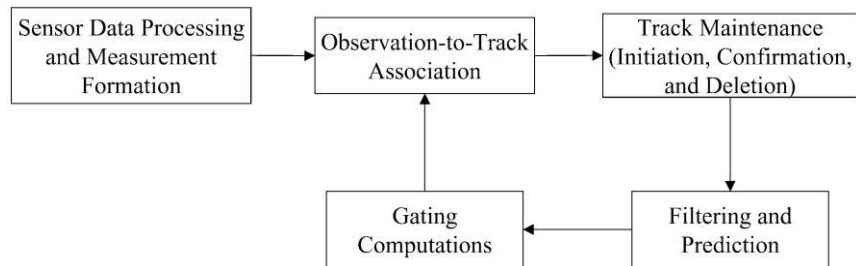 Sensor Data Processing
and Measurement
Formation
Observation-to-Track
Association
Track Maintenance
(Initiation, Confirmation,
and Deletion)
Gating
Computations
Filtering and
Prediction